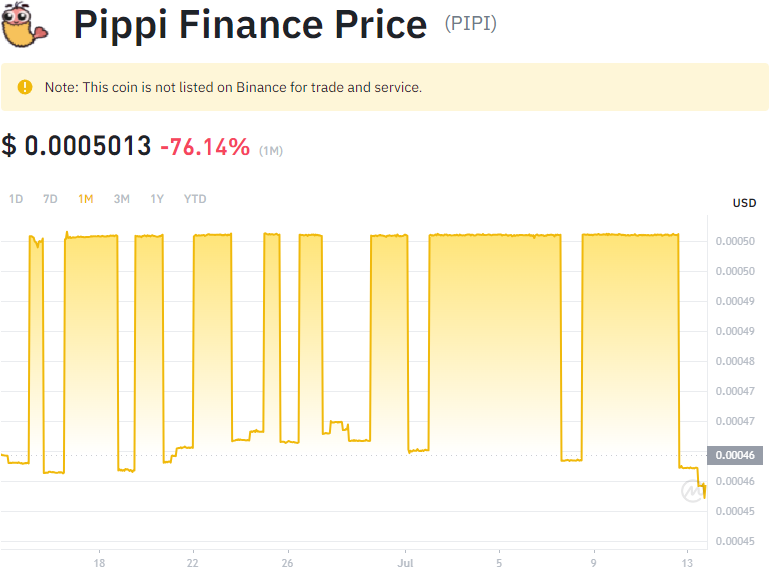 Pippi Finance Price (PIPI)
Note: This coin is not listed on Binance for trade and service.
$ 0.0005013 -76.14% (1M)
1D 7D 1M 3M 1Y YTD
USD
0.00050
0.00050
0.00049
0.00049
0.00048
0.00047
0.00047
0.00046
0.00046
0.00045
0.00045
18 22 26 Jul 5 9 13